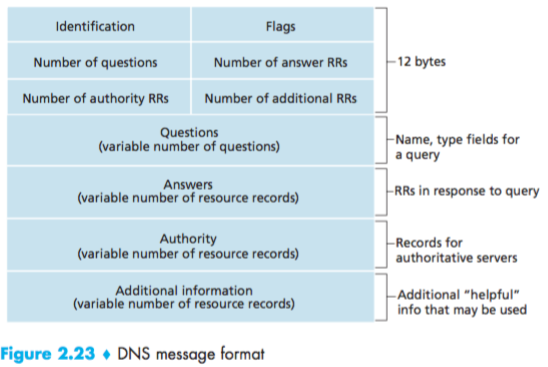 Identification
Flags
12 bytes
Number of questions
Number of answer RRs
Number of authority RRs
Number of additional RRs
Questions
(variable number of questions)
Name, type fields for
a query
Answers
(variable number of resource records)
RRs in response to query
Authority
(variable number of resource records)
Records for
authoritative servers
Additional information
(variable number of resource records)
Additional “helpful”
info that may be used
Figure 2.23 ♦ DNS message format